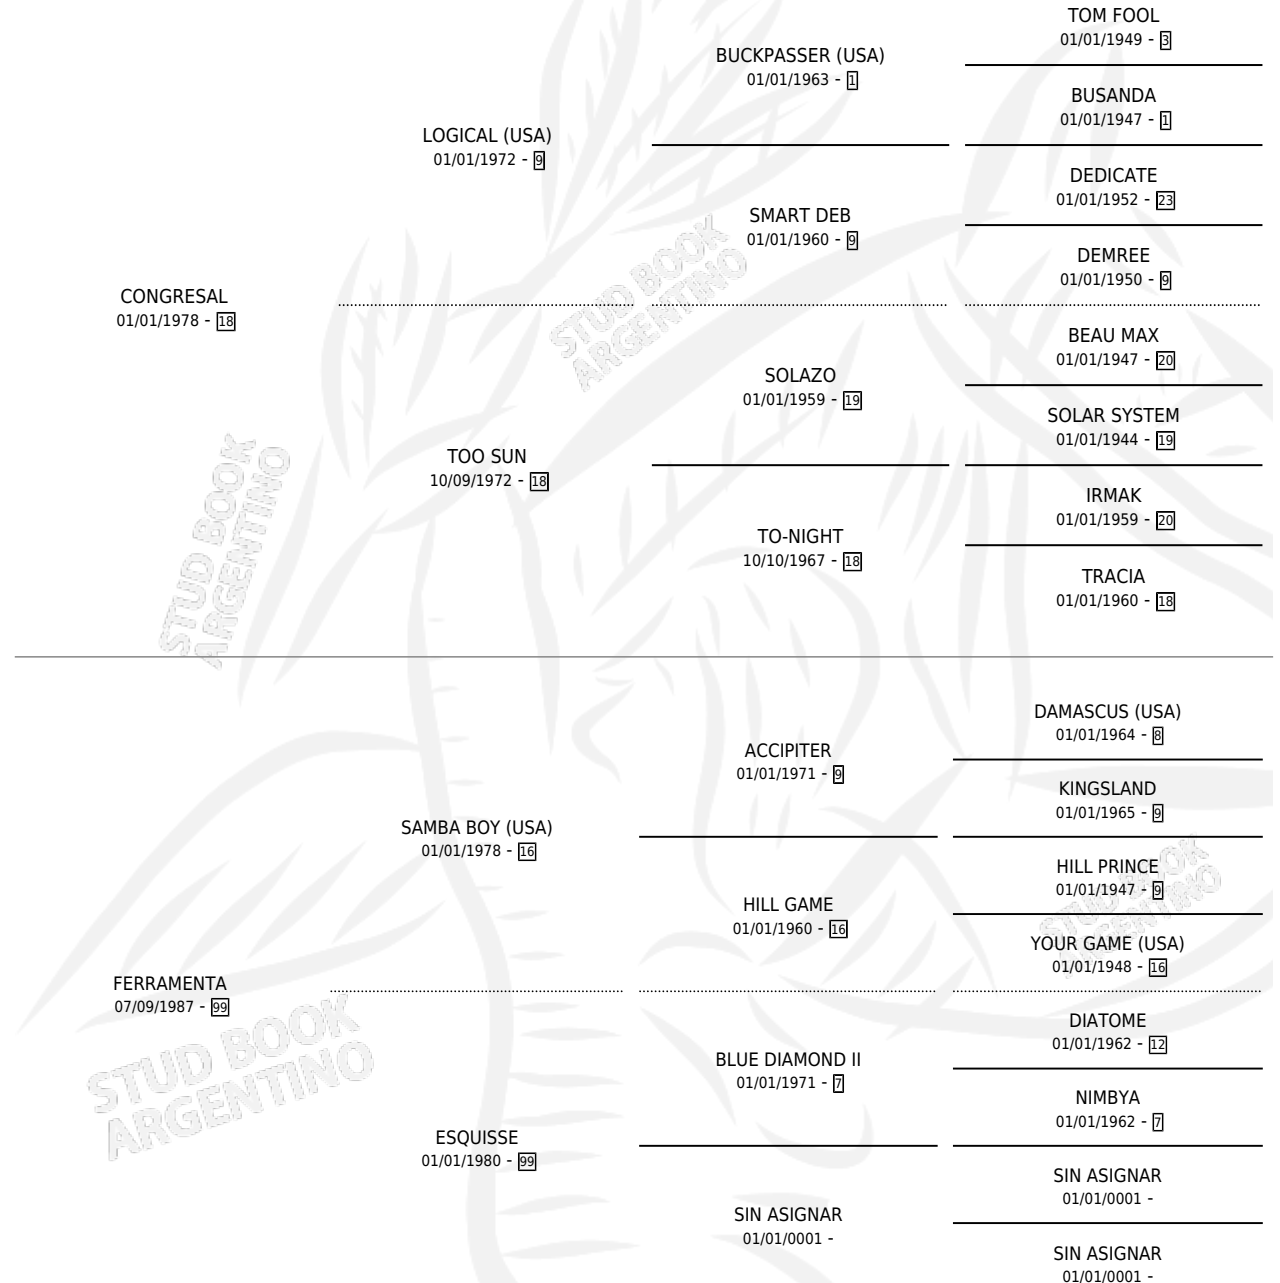 TOM FOOL
01/01/1949 - 3
BUCKPASSER (USA)
01/01/1963 - 1
BUSANDA
01/01/1947 - 1
LOGICAL (USA)
01/01/1972 - 9
DEDICATE
01/01/1952 - 23
SMART DEB
01/01/1960 - 9
DEMREE
01/01/1950 - 9
CONGRESAL
01/01/1978 - 18
BEAU MAX
01/01/1947 - 20
SOLAZO
01/01/1959 - 19
SOLAR SYSTEM
01/01/1944 - 19
TOO SUN
10/09/1972 - 18
IRMAK
01/01/1959 - 20
TO-NIGHT
10/10/1967 - 18
TRACIA
01/01/1960 - 18
DAMASCUS (USA)
01/01/1964 - 8
ACCIPITER
01/01/1971 - 9
KINGSLAND
01/01/1965 - 9
SAMBA BOY (USA)
01/01/1978 - 16
HILL PRINCE
01/01/1947 - 9
HILL GAME
01/01/1960 - 16
YOUR GAME (USA)
01/01/1948 - 16
FERRAMENTA
07/09/1987 - 99
DIATOME
01/01/1962 - 12
BLUE DIAMOND II
01/01/1971 - 7
NIMBYA
01/01/1962 - 7
ESQUISSE
01/01/1980 - 99
SIN ASIGNAR
01/01/0001 -
SIN ASIGNAR
01/01/0001 -
SIN ASIGNAR
01/01/0001 -
STUD BOOK
ARGENTINO
STUD BOOK
ARGENTINO
STUD BOOK
ARGENTINO
STUD BOOK
ARGENTINO